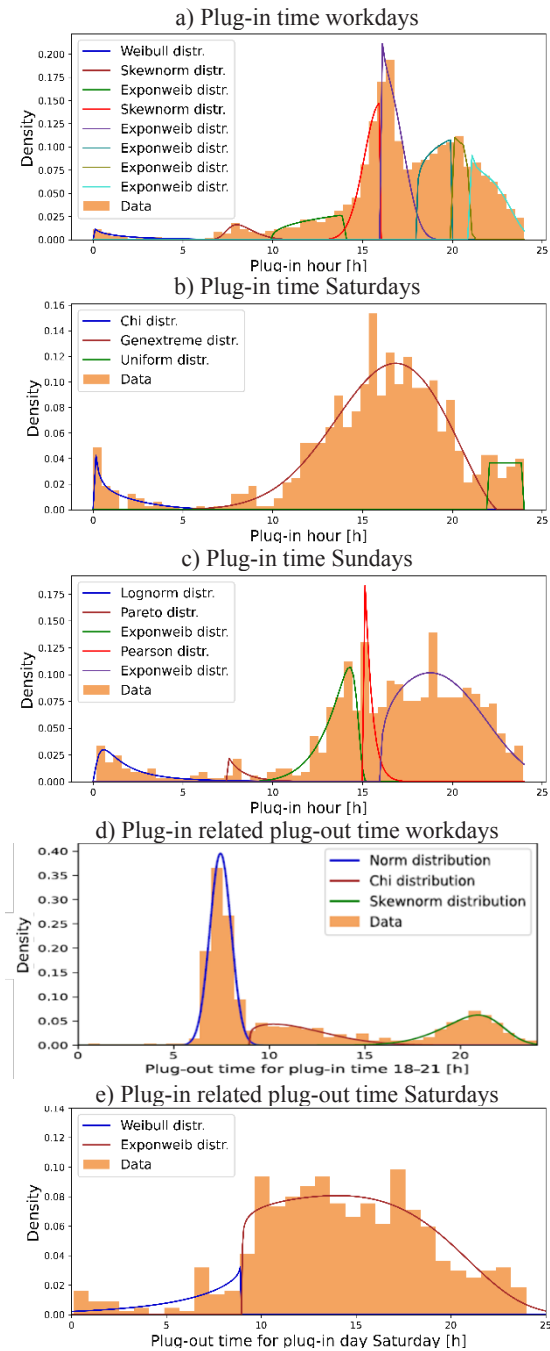 a) Plug-in time workdays
Weibull distr.
Skewnorm distr.
Exponweib distr.
Skewnorm distr.
Exponweib distr.
Exponweib distr.
Exponweib distr.
Exponweib distr.
Data
Density
0.200
0.175
0.150
0.125
0.100
0.075
0.050
0.025
0.000
0 5 10 15 20
Plug-in hour [h]
b) Plug-in time Saturdays
Chi distr.
Genextreme distr.
Uniform distr.
Data
Density
0.16
0.14
0.12
0.10
0.08
0.06
0.04
0.02
0.00
0 5 10 15 20
Plug-in hour [h]
c) Plug-in time Sundays
Lognorm distr.
Pareto distr.
Exponweib distr.
Pearson distr.
Exponweib distr.
Data
Density
0.175
0.150
0.125
0.100
0.075
0.050
0.025
0.000
0 5 10 15 20
Plug-in hour [h]
d) Plug-in related plug-out time workdays
Norm distribution
Chi distribution
Skewnorm distribution
Data
Density
0.40
0.35
0.30
0.25
0.20
0.15
0.10
0.05
0.0
0 5 10 15 20
Plug-out time for plug-in time 18-21 [h]
e) Plug-in related plug-out time Saturdays
Weibull distr.
Exponweib distr.
Data
Density
0.14
0.12
0.10
0.08
0.06
0.04
0.02
0.00
0 5 10 15 20 25
Plug-out time for plug-in day Saturday [h]